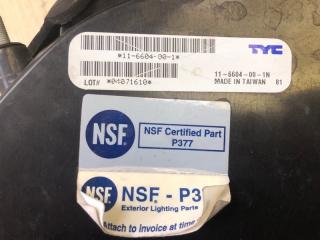 *11-6604-00-1*
TYC
LOT# *04071610*
11-6604-00-1N
MADE IN TAIWAN 81
NSF
NSF Certified Part
P377
NSF
NSF - P3
Exterior Lighting Parts
Attach to invoice at time